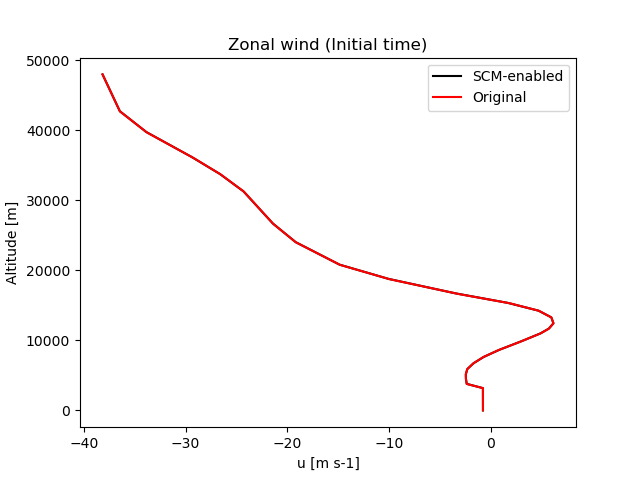 Zonal wind (Initial time)
50000
40000
30000
20000
10000
0
Altitude [m]
SCM-enabled
Original
−40 −30 −20 −10 0
u [m s-1]